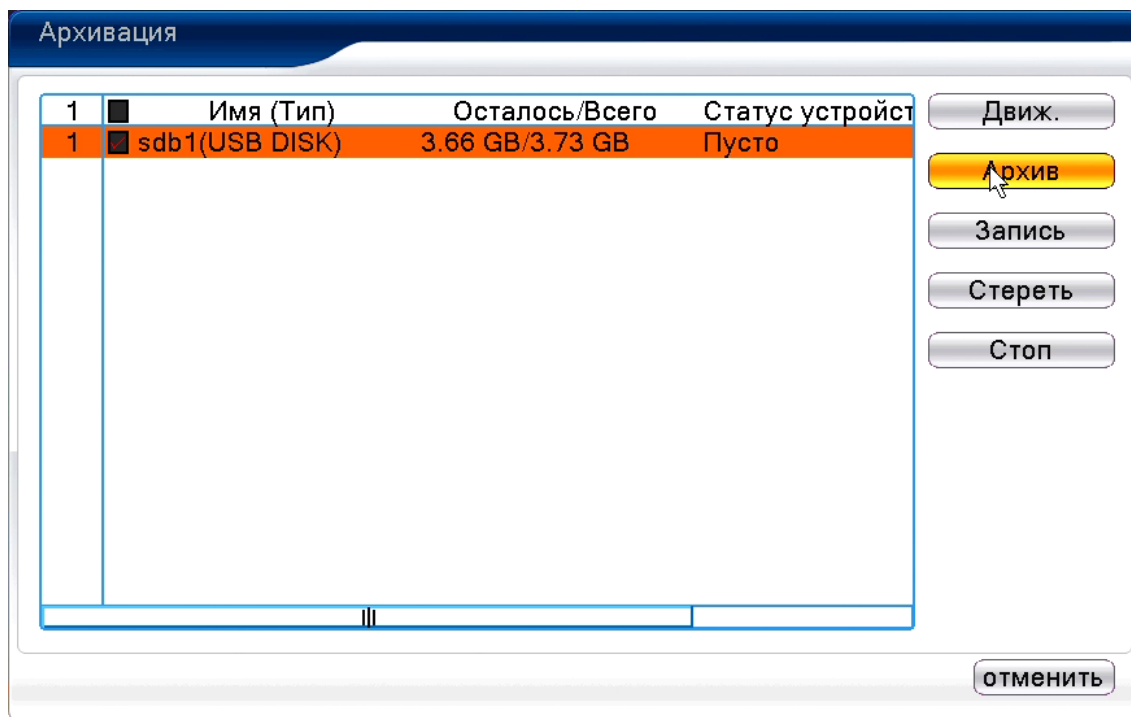 Архивация
1 Имя (Тип) Осталось/Всего Статус устройст
1 sdb1(USB DISK) 3.66 GB/3.73 GB Пусто
Движ.
Архив
Запись
Стереть
Стоп
отменить